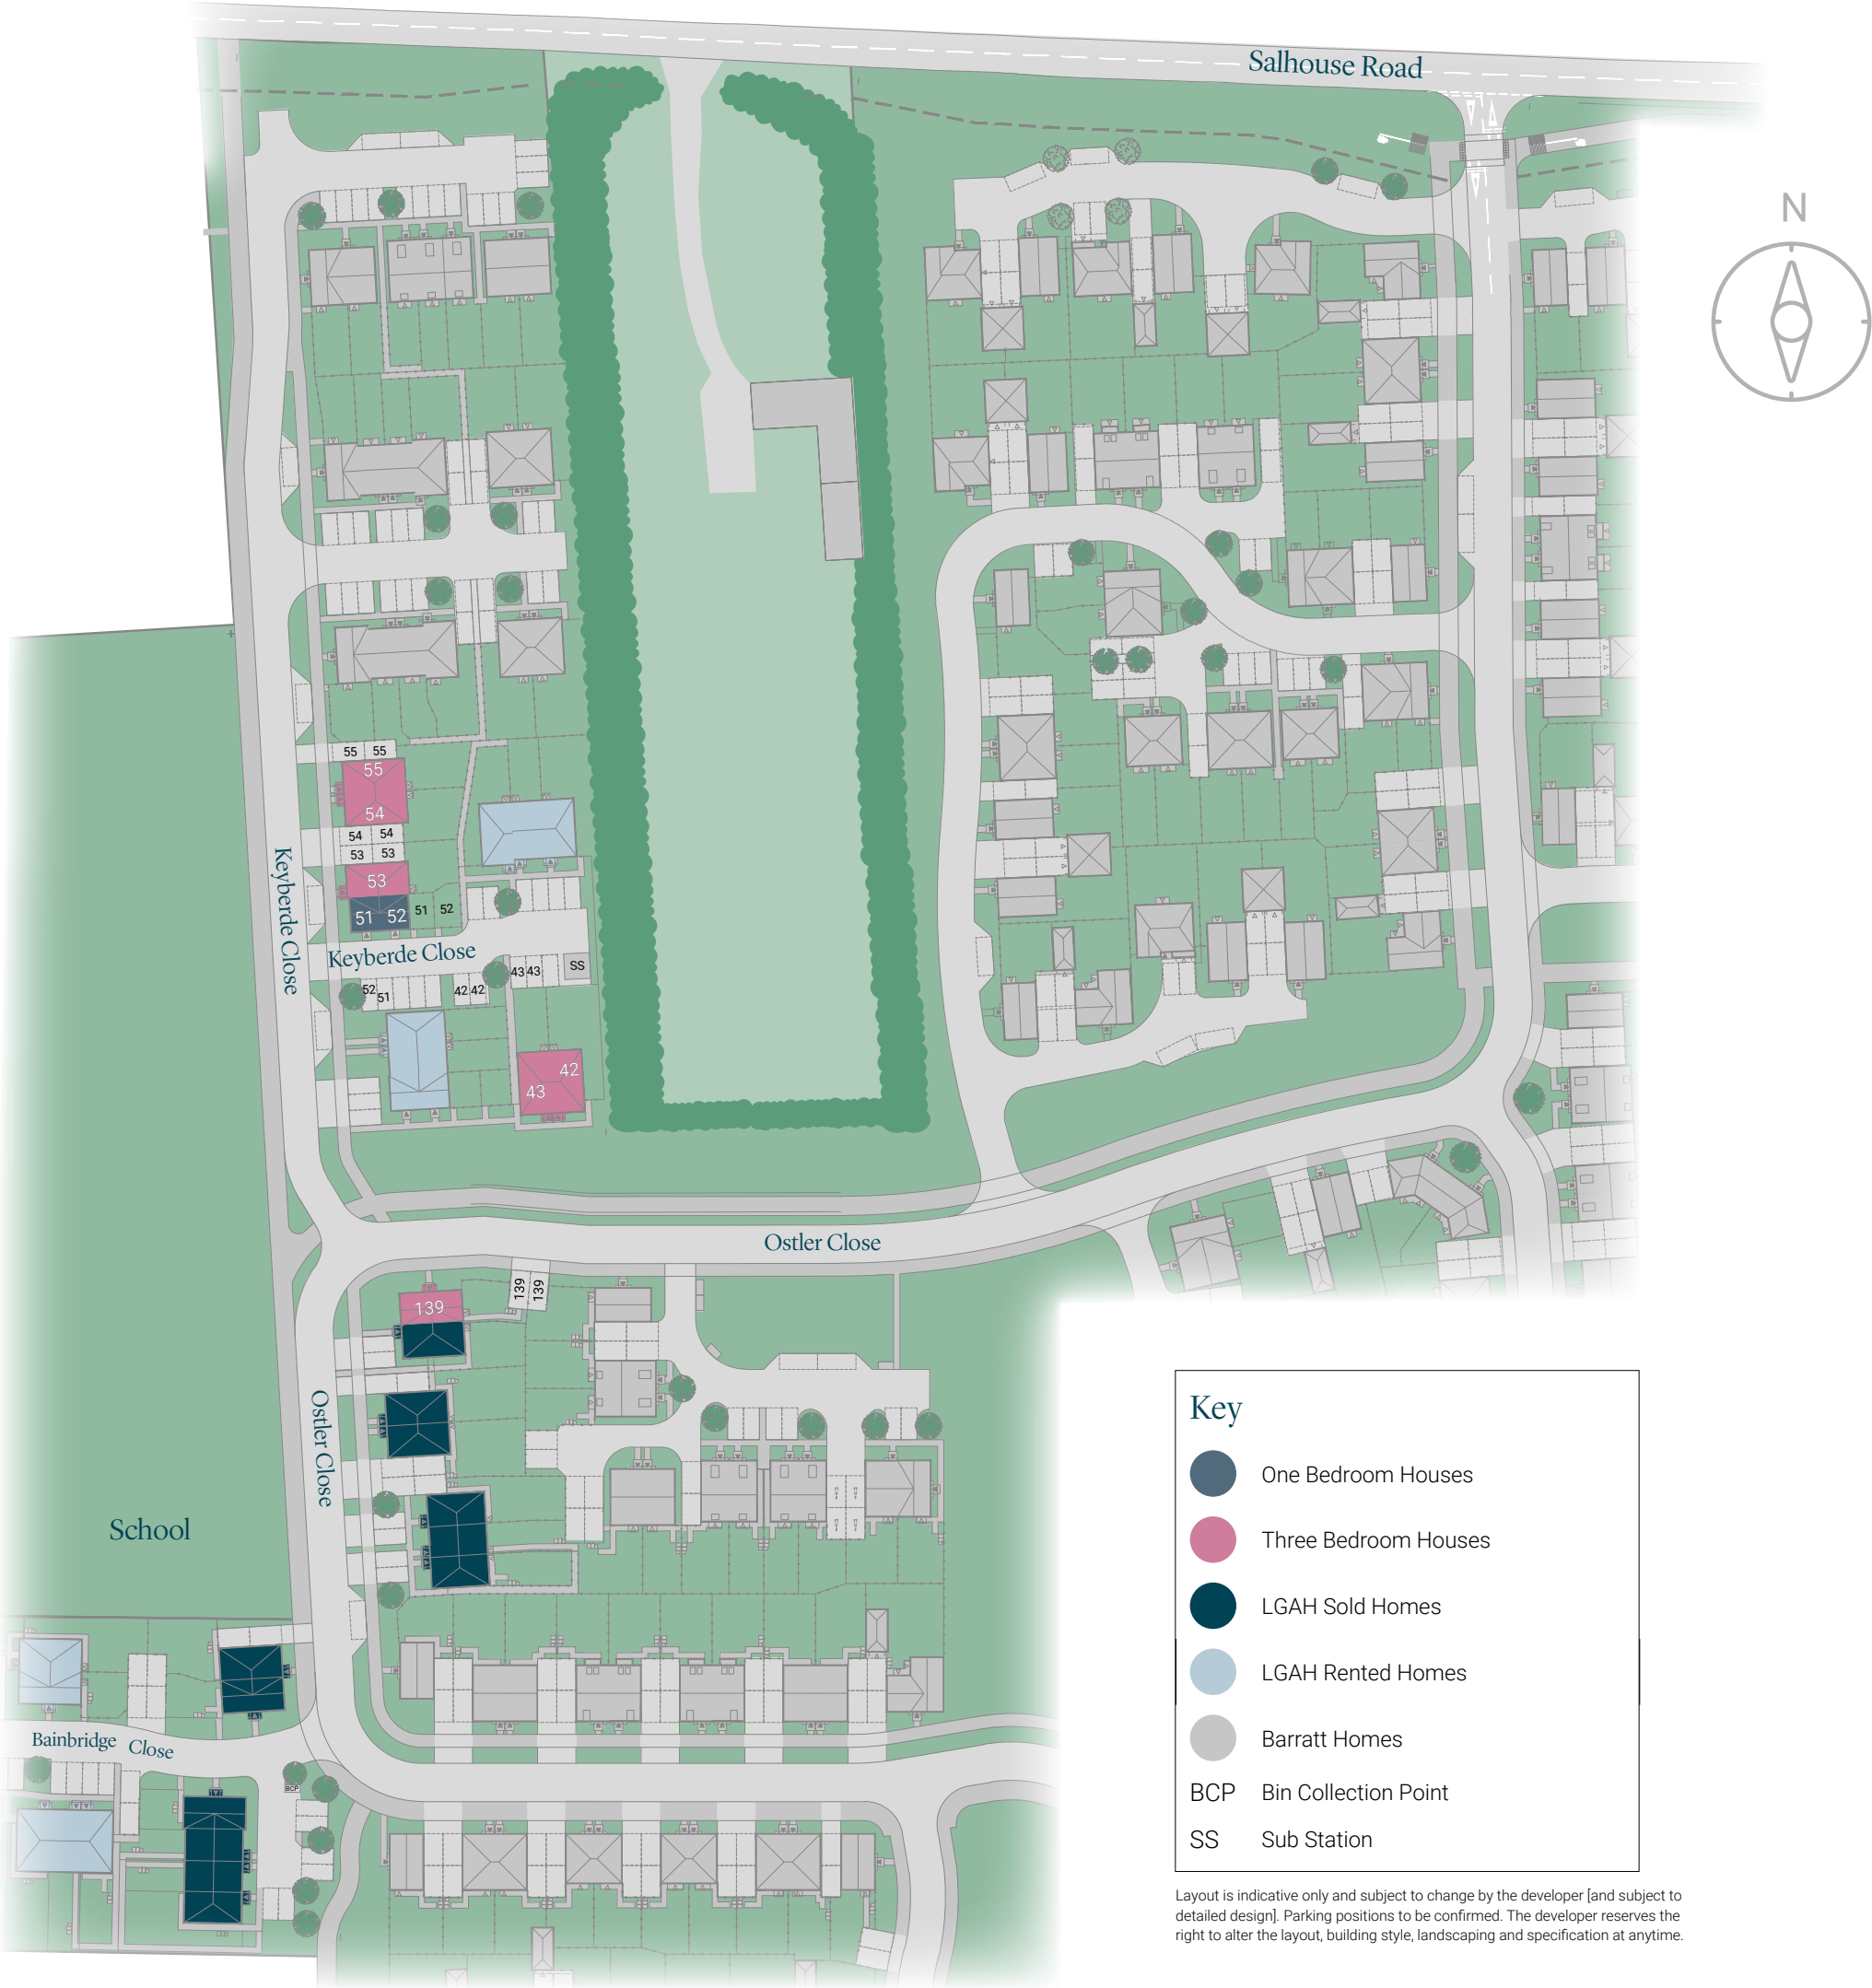 Salhouse Road
N
55 55
55
54
54 54
53 53
53
51 52
51 52
Keyberde Close
Keyberde Close
43 43
SS
52
51
42 42
42
43
Ostler Close
139 139
139
Ostler Close
School
Bainbridge Close
BCP
Key
One Bedroom Houses
Three Bedroom Houses
LGAH Sold Homes
LGAH Rented Homes
Barratt Homes
BCP Bin Collection Point
SS Sub Station
Layout is indicative only and subject to change by the developer [and subject to
detailed design]. Parking positions to be confirmed. The developer reserves the
right to alter the layout, building style, landscaping and specification at anytime.